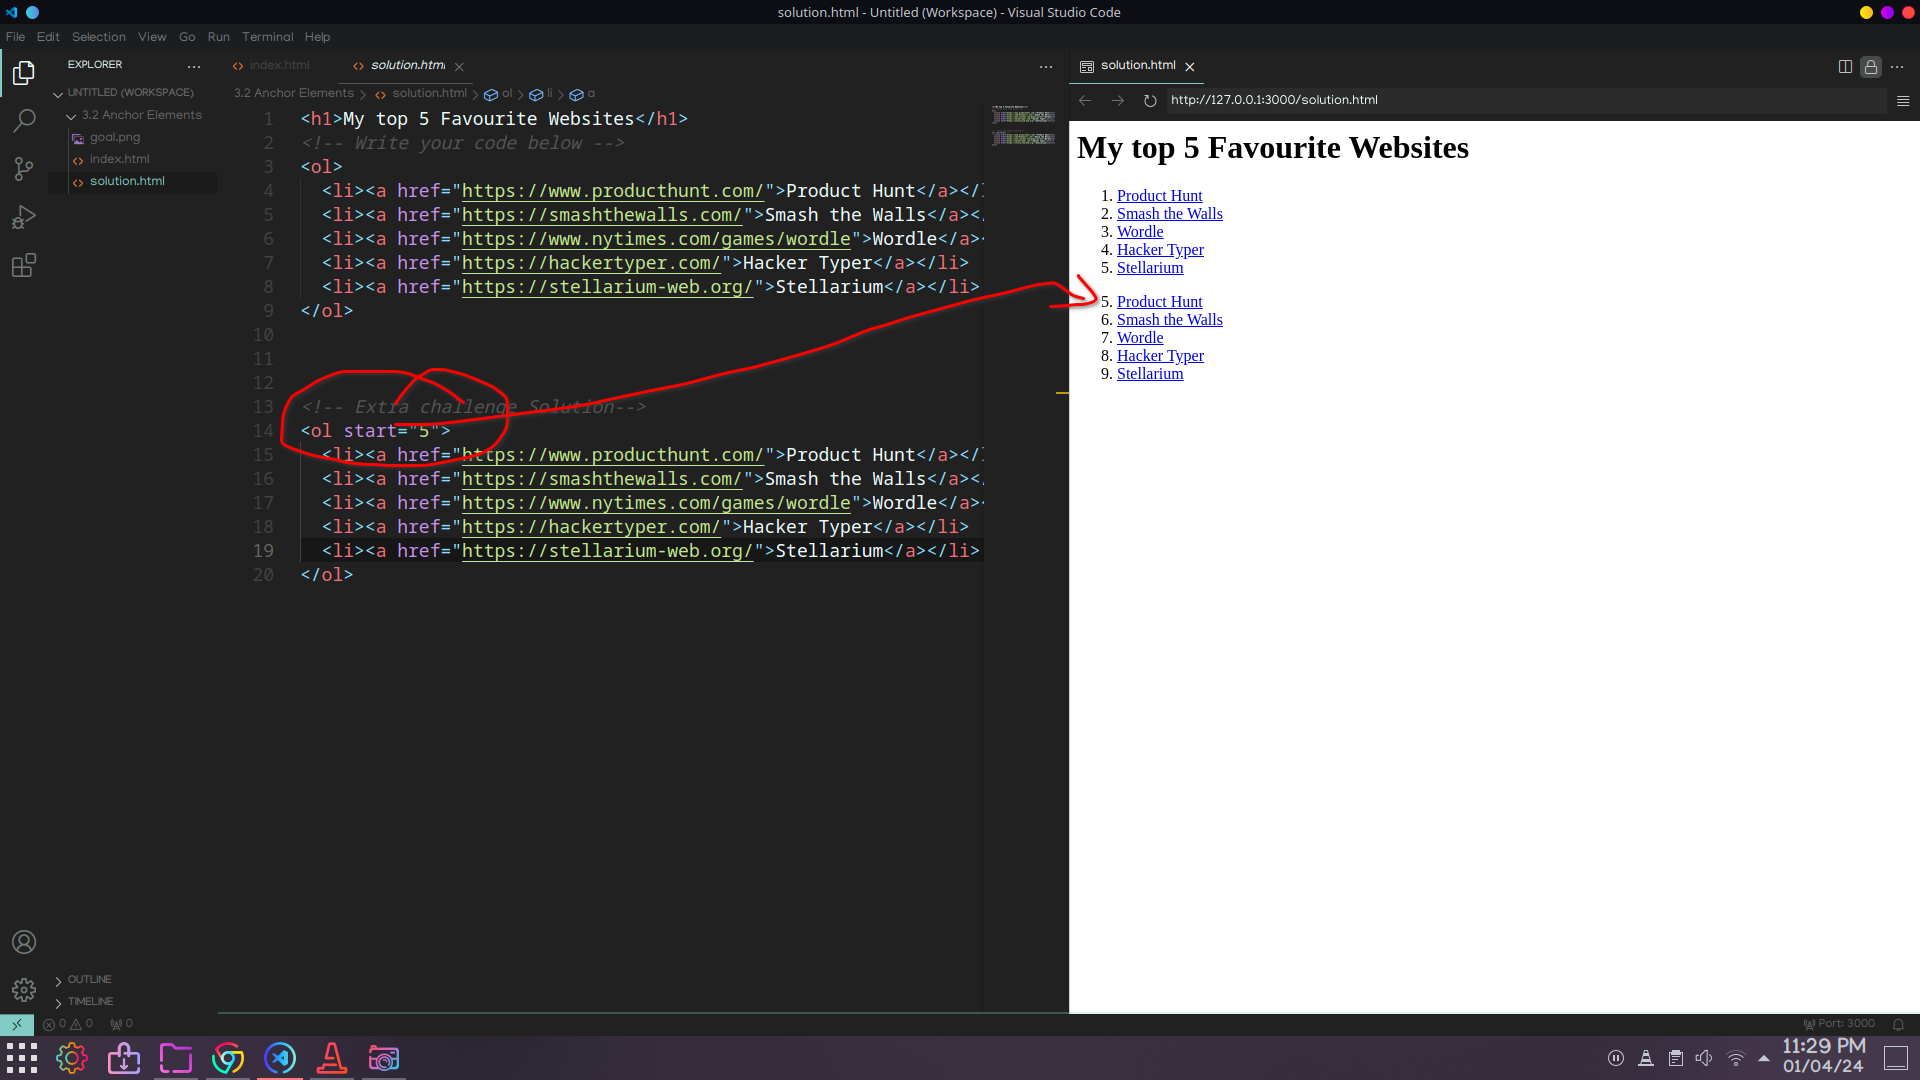 solution.html - Untitled (Workspace) - Visual Studio Code
File Edit Selection View Go Run Terminal Help
EXPLORER
UNTITLED (WORKSPACE)
3.2 Anchor Elements
goal.png
index.html
solution.html
OUTLINE
TIMELINE
index.html
solution.html
3.2 Anchor Elements > solution.html > ol > li > a
1 <h1>My top 5 Favourite Websites</h1>
2 <!-- Write your code below -->
3 <ol>
4 <li><a href="https://www.producthunt.com/">Product Hunt</a></l
5 <li><a href="https://smashthewalls.com/">Smash the Walls</a></
6 <li><a href="https://www.nytimes.com/games/wordle">Wordle</a><
7 <li><a href="https://hackertyper.com/">Hacker Typer</a></li>
8 <li><a href="https://stellarium-web.org/">Stellarium</a></li>
9 </ol>
10
11
12
13 <!-- Extra challenge Solution-->
14 <ol start="5">
15 <li><a href="https://www.producthunt.com/">Product Hunt</a></l
16 <li><a href="https://smashthewalls.com/">Smash the Walls</a></
17 <li><a href="https://www.nytimes.com/games/wordle">Wordle</a><
18 <li><a href="https://hackertyper.com/">Hacker Typer</a></li>
19 <li><a href="https://stellarium-web.org/">Stellarium</a></li>
20 </ol>
solution.html
http://127.0.0.1:3000/solution.html
My top 5 Favourite Websites
1. Product Hunt
2. Smash the Walls
3. Wordle
4. Hacker Typer
5. Stellarium
5. Product Hunt
6. Smash the Walls
7. Wordle
8. Hacker Typer
9. Stellarium
0 0 0
Port: 3000
11:29 PM
01/04/24